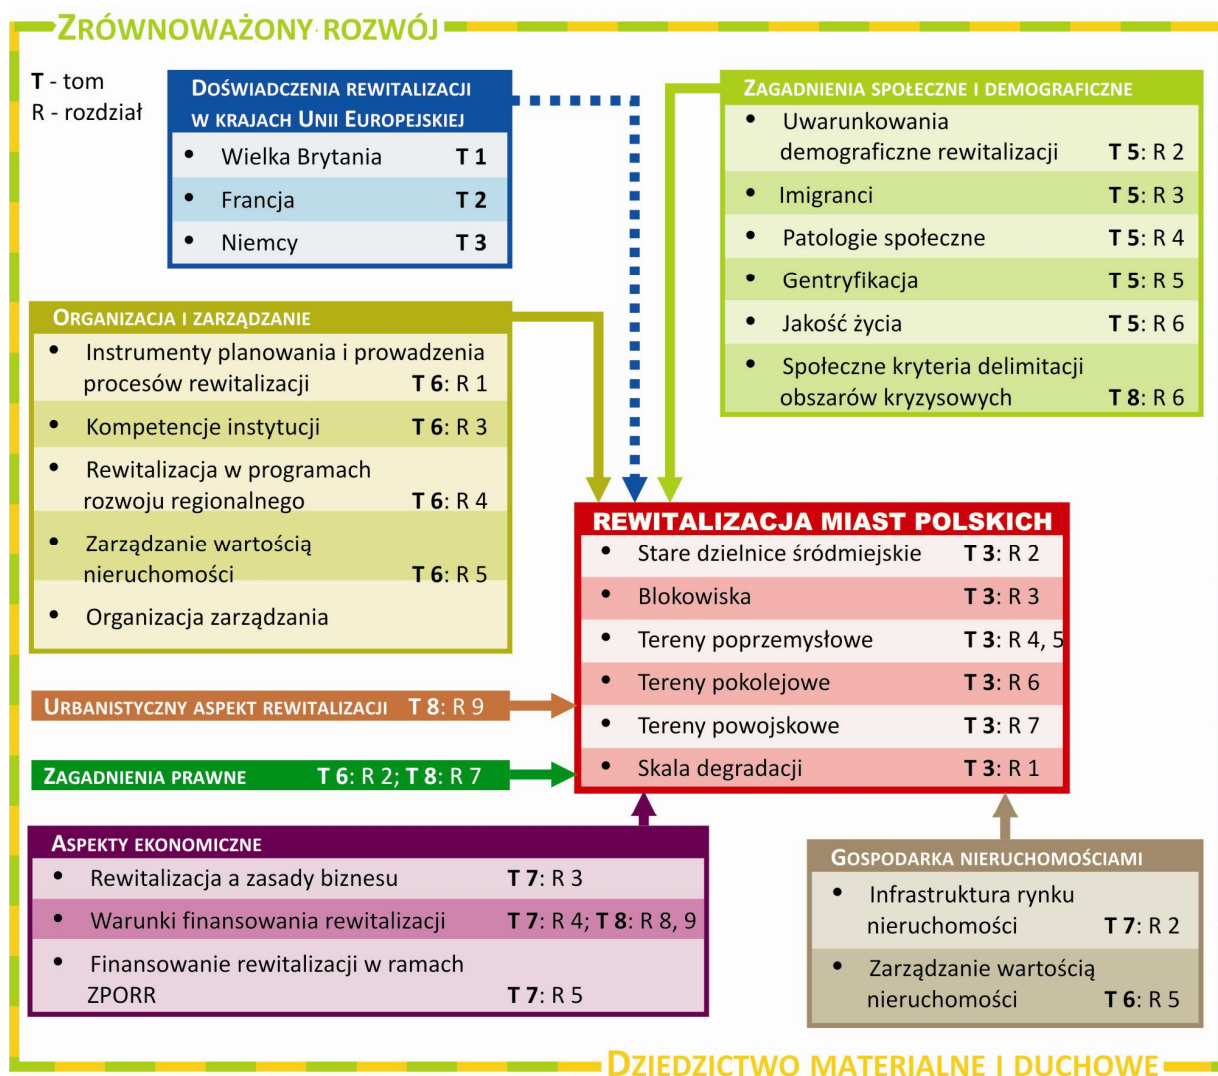 ZRÓWNOWAŻONY ROZWÓJ
T - tom
R - rozdział
DOŚWIADCZENIA REWITALIZACJI
W KRAJACH UNII EUROPEJSKIEJ
• Wielka Brytania T 1
• Francja T 2
• Niemcy T 3
ZAGADNIENIA SPOŁECZNE I DEMOGRAFICZNE
• Uwarunkowania
demograficzne rewitalizacji T 5: R 2
• Imigranci T 5: R 3
• Patologie społeczne T 5: R 4
• Gentryfikacja T 5: R 5
• Jakość życia T 5: R 6
• Społeczne kryteria delimitacji
obszarów kryzysowych T 8: R 6
ORGANIZACJA I ZARZĄDZANIE
• Instrumenty planowania i prowadzenia
procesów rewitalizacji T 6: R 1
• Kompetencje instytucji T 6: R 3
• Rewitalizacja w programach
rozwoju regionalnego T 6: R 4
• Zarządzanie wartością
nieruchomości T 6: R 5
• Organizacja zarządzania
REWITALIZACJA MIAST POLSKICH
• Stare dzielnice śródmiejskie T 3: R 2
• Blokowiska T 3: R 3
• Tereny poprzemysłowe T 3: R 4, 5
• Tereny pokolejowe T 3: R 6
• Tereny powojskowe T 3: R 7
• Skala degradacji T 3: R 1
URBANISTYCZNY ASPEKT REWITALIZACJI T 8: R 9
ZAGADNIENIA PRAWNE T 6: R 2; T 8: R 7
ASPEKTY EKONOMICZNE
• Rewitalizacja a zasady biznesu T 7: R 3
• Warunki finansowania rewitalizacji T 7: R 4; T 8: R 8, 9
• Finansowanie rewitalizacji w ramach
ZPORR T 7: R 5
GOSPODARKA NIERUCHOMOŚCIAMI
• Infrastruktura rynku
nieruchomości T 7: R 2
• Zarządzanie wartością
nieruchomości T 6: R 5
DZIEDZICTWO MATERIALNE I DUCHOWE